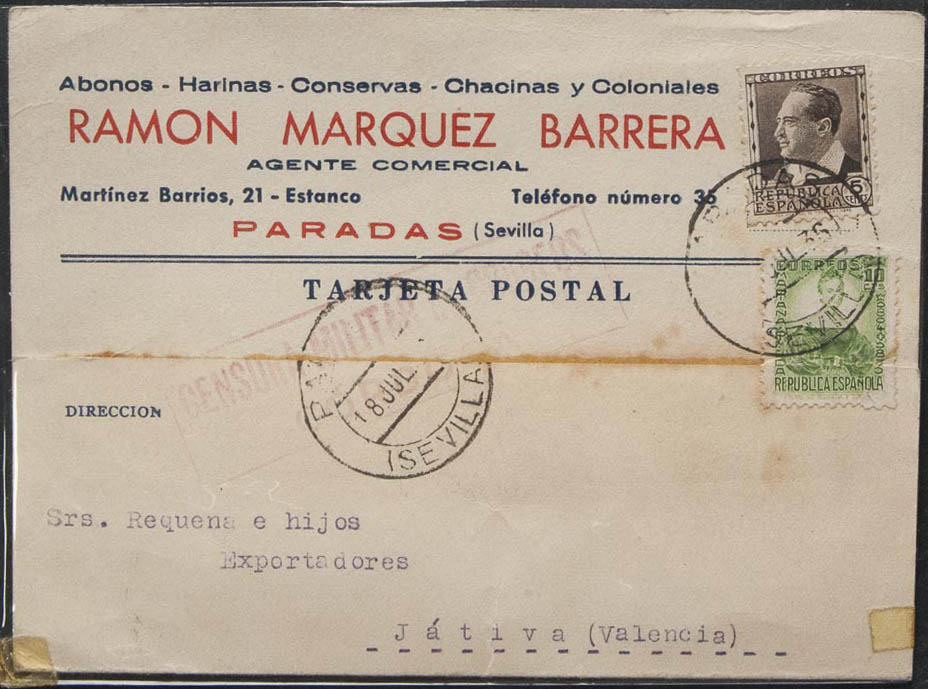 Abonos - Harinas - Conservas - Chacinas y Coloniales
RAMON MARQUEZ BARRERA
AGENTE COMERCIAL
Martínez Barrios, 21 - Estanco Teléfono número 36
PARADAS (Sevilla)
TARJETA POSTAL
CORREOS
REPÚBLICA
ESPAÑOLA
CORREOS 10
REPUBLICA ESPAÑOLA
CENSURA MILITAR
18 JUL.
(SEVILLA
DIRECCION
Srs. Requena e hijos
Exportadores
Játiva (Valencia)